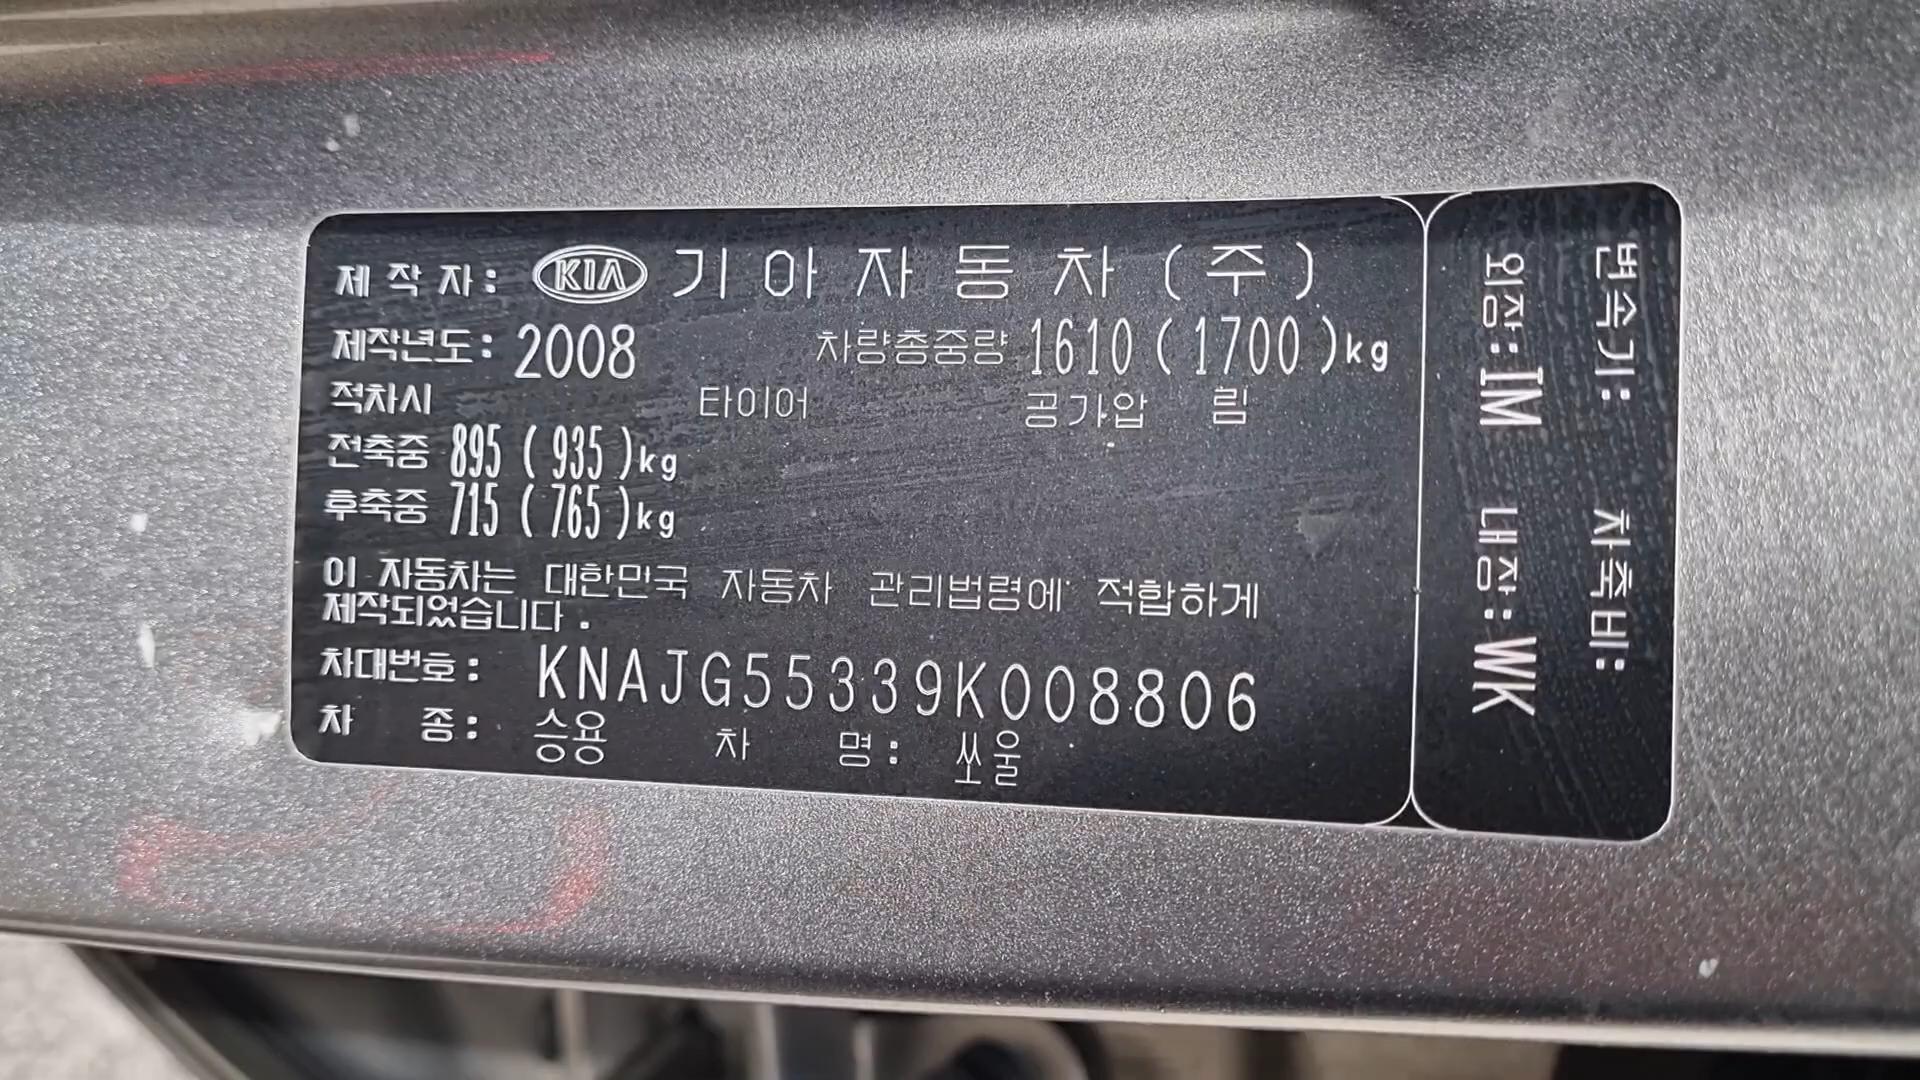 제작자: KIA 기아자동차(주)
제작년도: 2008 차량총중량 1610(1700)kg
적차시 타이어 공기압 림
전축중 895(935)kg
후축중 715(765)kg
이 자동차는 대한민국 자동차 관리법령에 적합하게
제작되었습니다.
차대번호: KNAJG55339K008806
차 종: 승용 차 명: 쏘울
변속기: 차축비:
외장: IM 내장: WK